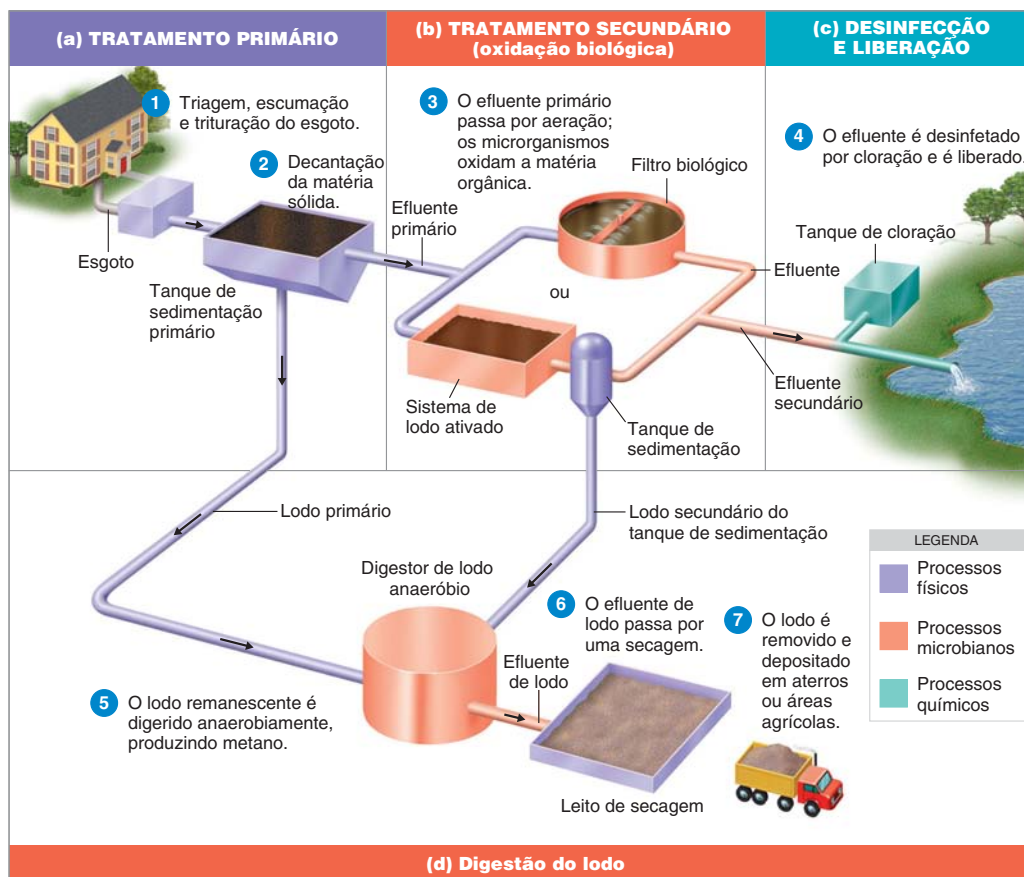 (a) TRATAMENTO PRIMÁRIO
(b) TRATAMENTO SECUNDÁRIO
(oxidação biológica)
(c) DESINFECÇÃO
E LIBERAÇÃO
1 Triagem, escumação
e trituração do esgoto.
2 Decantação
da matéria
sólida.
Esgoto
Tanque de
sedimentação
primário
3 O efluente primário
passa por aeração;
os microrganismos
oxidam a matéria
orgânica.
Filtro biológico
Efluente
primário
ou
Efluente
Sistema de
lodo ativado
Tanque de
sedimentação
Efluente
secundário
4 O efluente é desinfetado
por cloração e é liberado.
Tanque de cloração
Lodo primário
Lodo secundário do
tanque de sedimentação
Digestor de lodo
anaeróbio
5 O lodo remanescente é
digerido anaerobiamente,
produzindo metano.
6 O efluente de
lodo passa por
uma secagem.
Efluente
de lodo
Leito de secagem
7 O lodo é
removido e
depositado
em aterros
ou áreas
agrícolas.
LEGENDA
Processos
físicos
Processos
microbianos
Processos
químicos
(d) Digestão do lodo